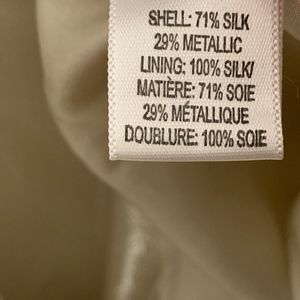 SHELL: 71% SILK
29% METALLIC
LINING: 100% SILK/
MATIÈRE: 71% SOIE
29% MÉTALLIQUE
DOUBLURE: 100% SOIE